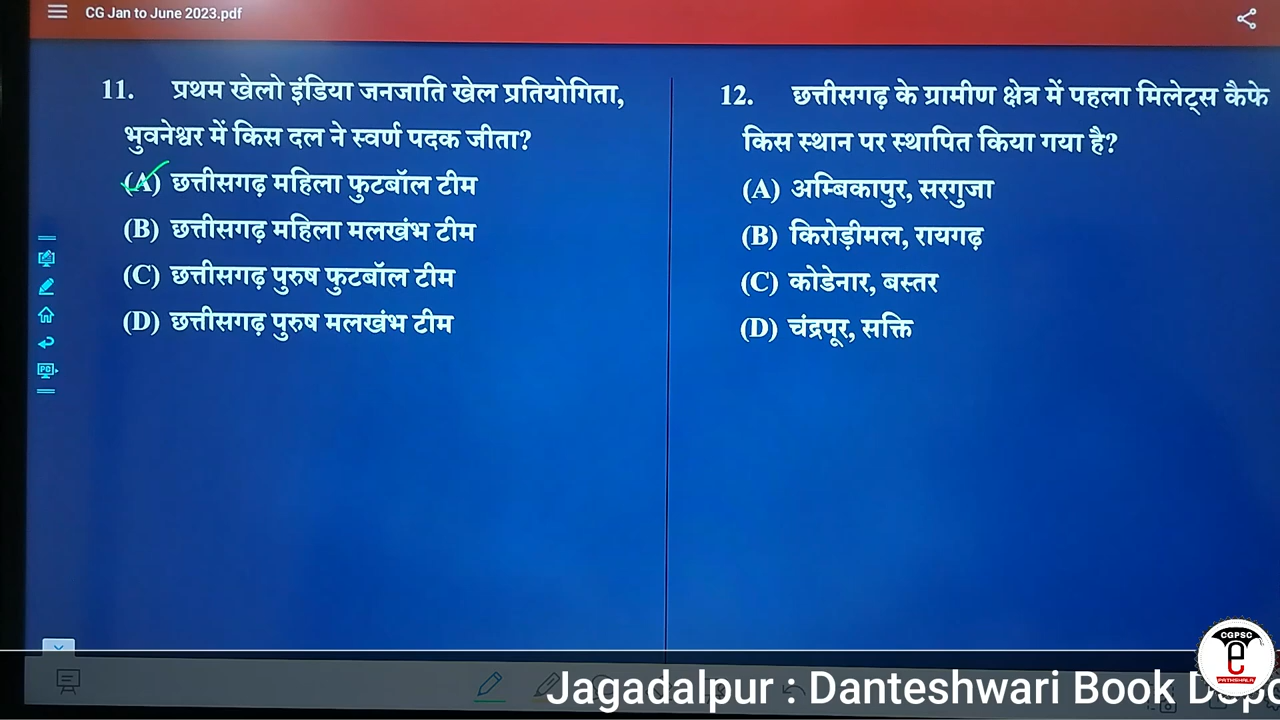 CG Jan to June 2023.pdf
11. प्रथम खेलो इंडिया जनजाति खेल प्रतियोगिता,
भुवनेश्वर में किस दल ने स्वर्ण पदक जीता?
(A) छत्तीसगढ़ महिला फुटबॉल टीम
(B) छत्तीसगढ़ महिला मलखंभ टीम
(C) छत्तीसगढ़ पुरुष फुटबॉल टीम
(D) छत्तीसगढ़ पुरुष मलखंभ टीम
12. छत्तीसगढ़ के ग्रामीण क्षेत्र में पहला मिलेट्स कैफे
किस स्थान पर स्थापित किया गया है?
(A) अम्बिकापुर, सरगुजा
(B) किरोड़ीमल, रायगढ़
(C) कोडेनार, बस्तर
(D) चंद्रपूर, सक्ति
CGPSC
e
PATHSHALA
Jagadalpur : Danteshwari Book